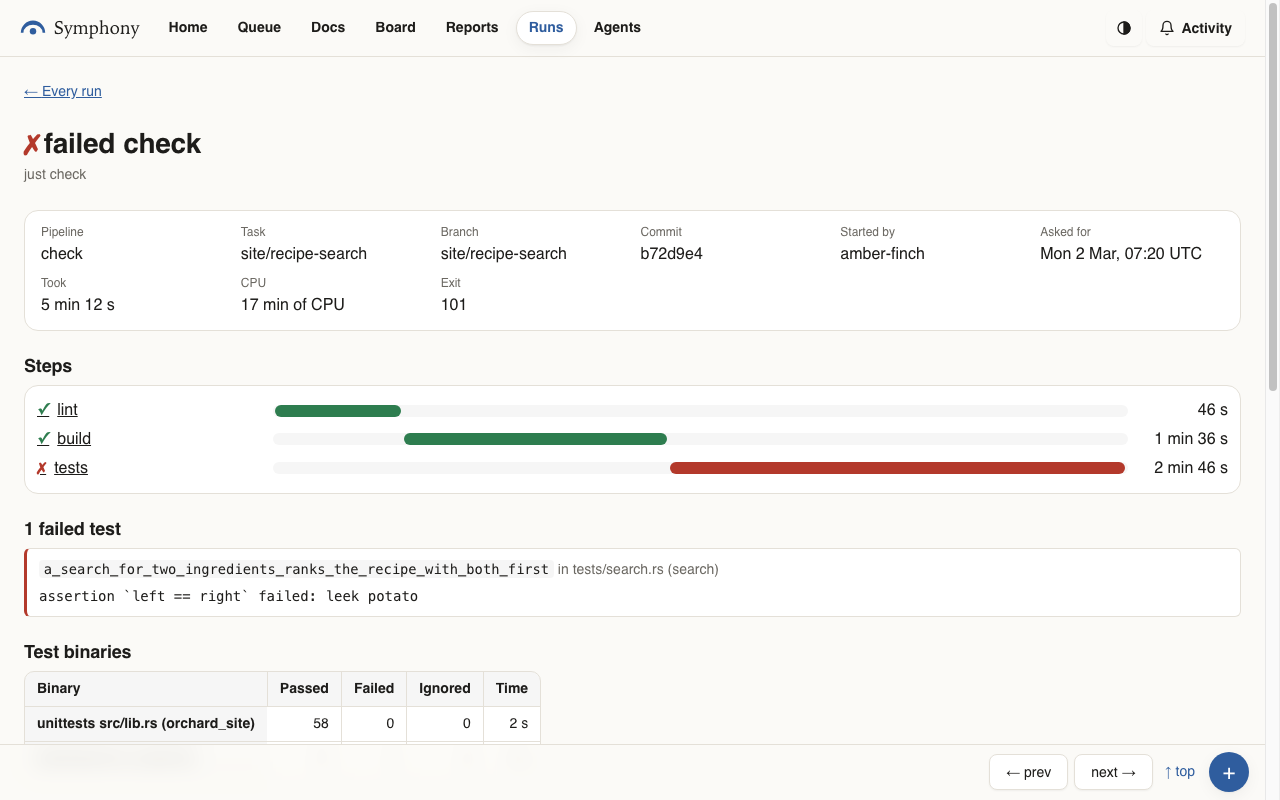 Symphony Home Queue Docs Board Reports Runs Agents Activity
← Every run
✗ failed check
just check
Pipeline Task Branch Commit Started by Asked for
check site/recipe-search site/recipe-search b72d9e4 amber-finch Mon 2 Mar, 07:20 UTC
Took CPU Exit
5 min 12 s 17 min of CPU 101
Steps
✓ lint 46 s
✓ build 1 min 36 s
✗ tests 2 min 46 s
1 failed test
a_search_for_two_ingredients_ranks_the_recipe_with_both_first in tests/search.rs (search)
assertion `left == right` failed: leek potato
Test binaries
Binary Passed Failed Ignored Time
unittests src/lib.rs (orchard_site) 58 0 0 2 s
← prev next → ↑ top +